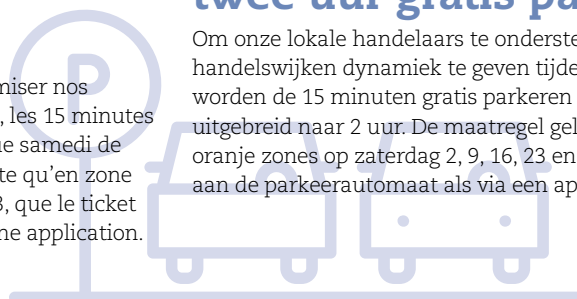 miser nos
, les 15 minutes
ue samedi de
te qu'en zone
3, que le ticket
ne application.
twee uur gratis pa
Om onze lokale handelaars te onderste
handelswijken dynamiek te geven tijde
worden de 15 minuten gratis parkeren
uitgebreid naar 2 uur. De maatregel gel
oranje zones op zaterdag 2, 9, 16, 23 en
aan de parkeerautomaat als via een ap
P